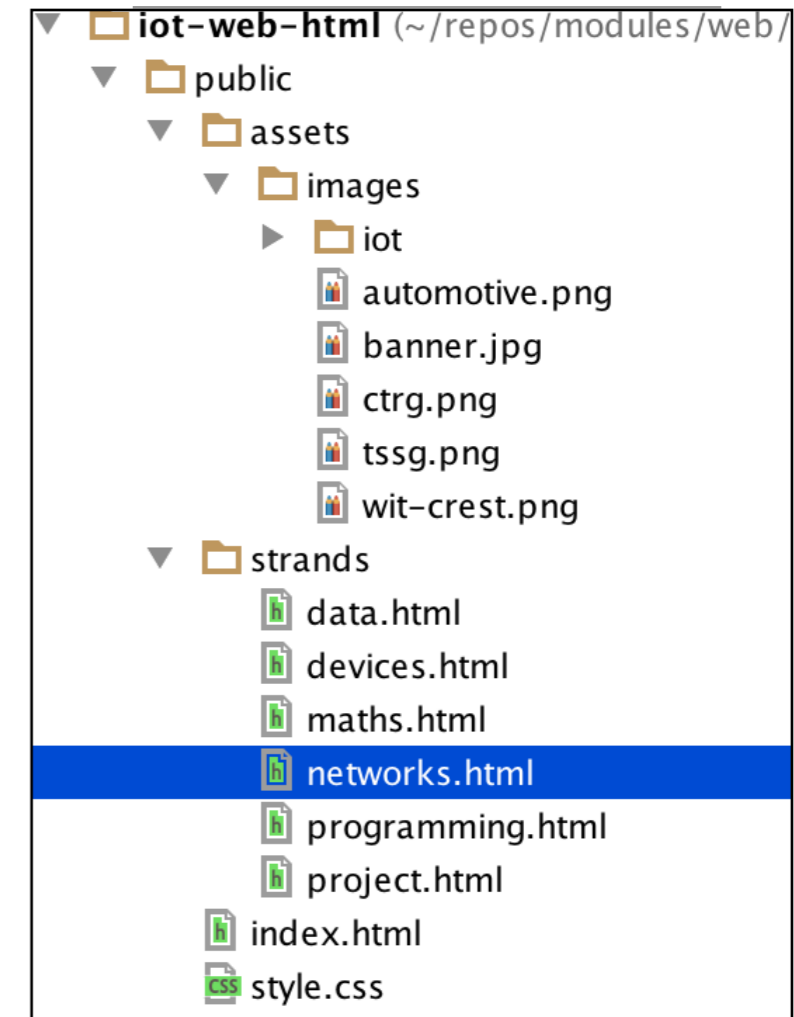 iot-web-html (~/repos/modules/web/
public
assets
images
iot
automotive.png
banner.jpg
ctrg.png
tssg.png
wit-crest.png
strands
h data.html
h devices.html
h maths.html
h networks.html
h programming.html
h project.html
h index.html
CSS style.css